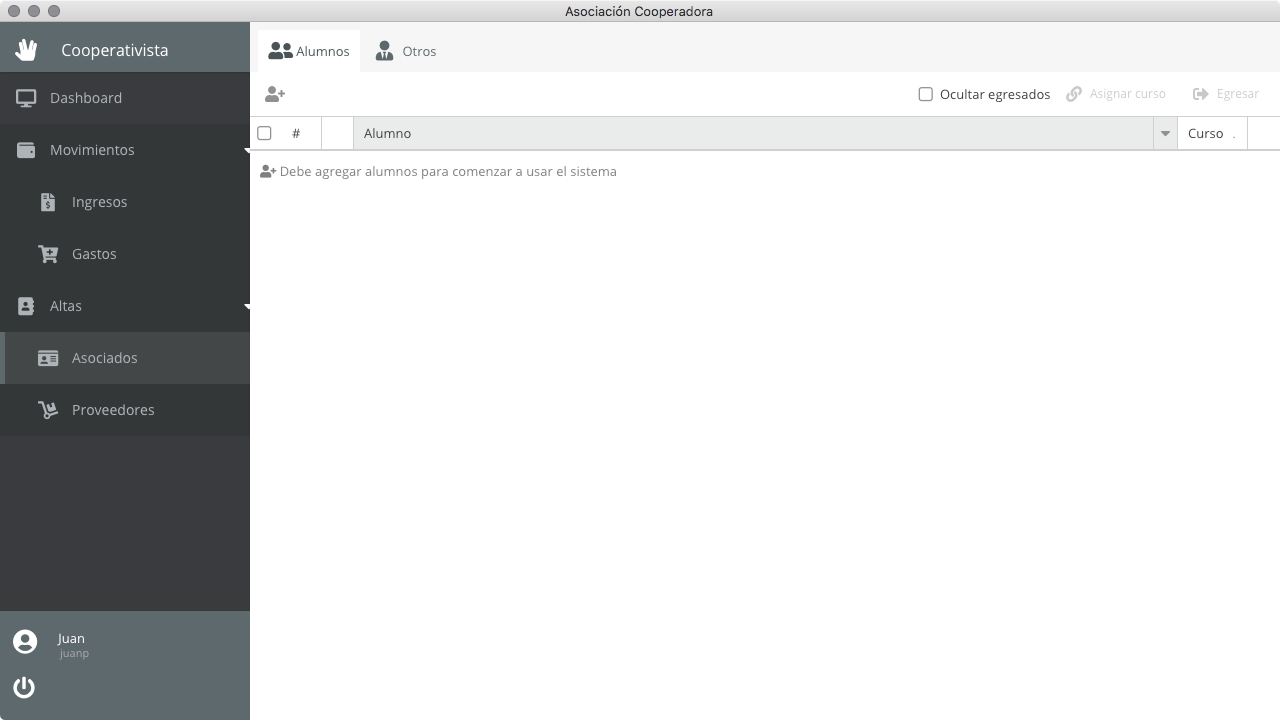 Asociación Cooperadora
Cooperativista
Alumnos
Otros
Dashboard
Ocultar egresados
Asignar curso
Egresar
#
Alumno
Curso .
Movimientos
Debe agregar alumnos para comenzar a usar el sistema
Ingresos
Gastos
Altas
Asociados
Proveedores
Juan
juanp